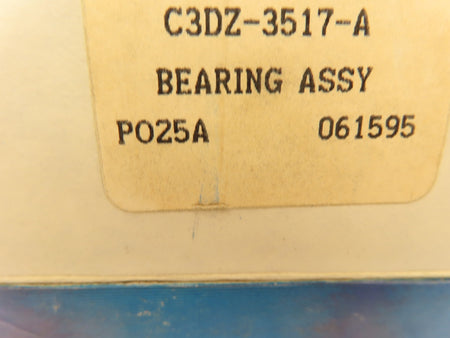 C3DZ-3517-A
BEARING ASSY
PO25A 061595